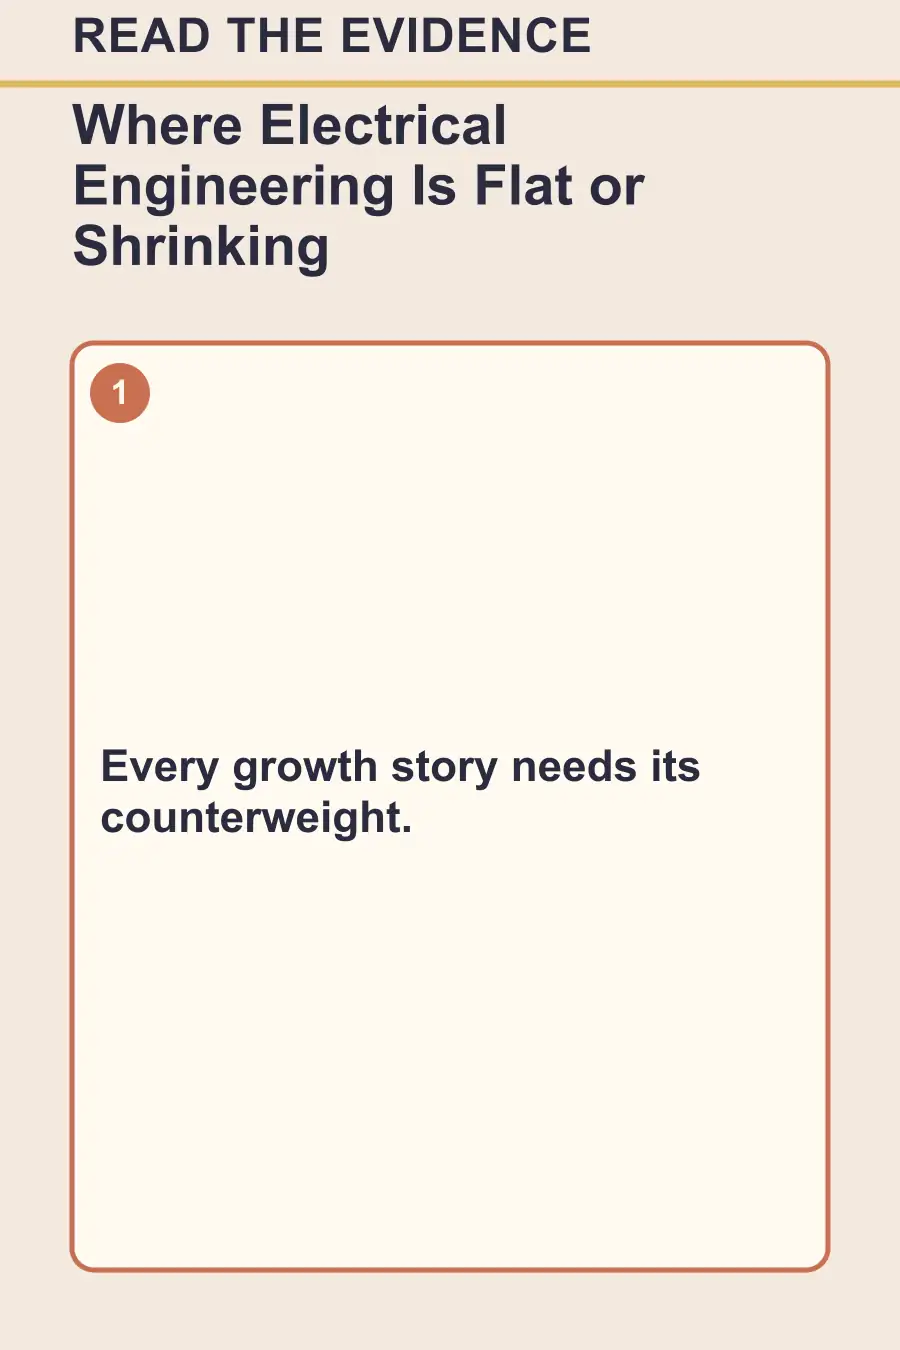 READ THE EVIDENCE
Where Electrical
Engineering Is Flat or
Shrinking
1
Every growth story needs its
counterweight.